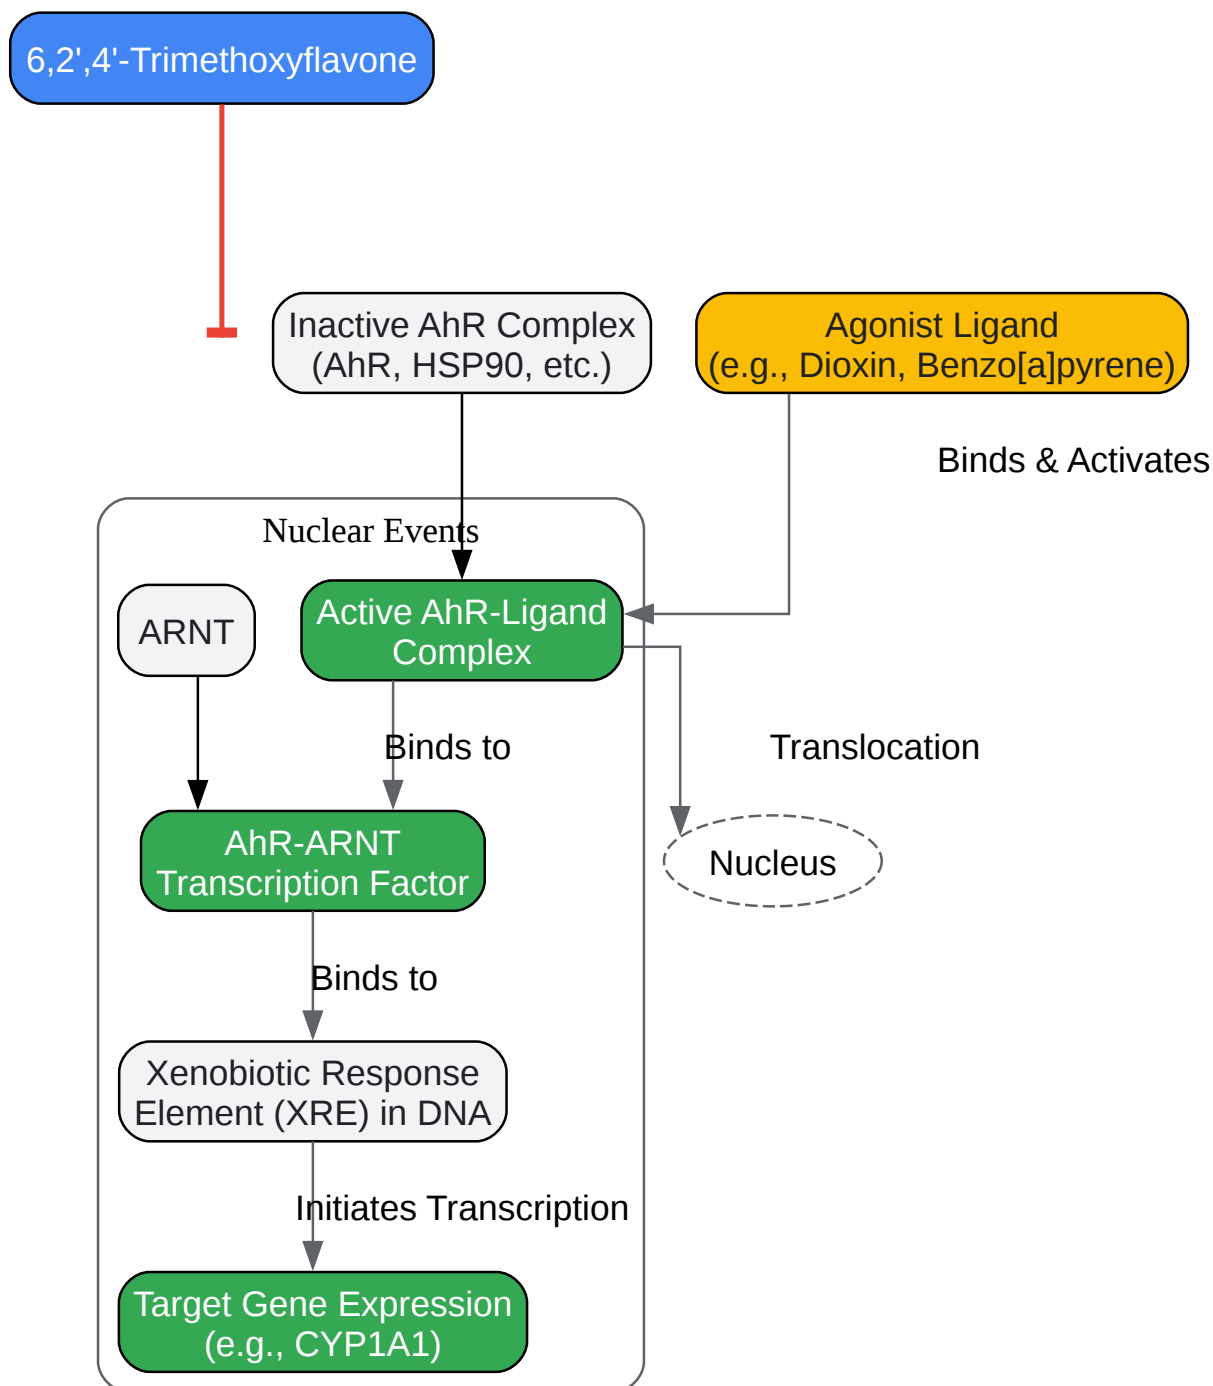 6,2',4'-Trimethoxyflavone
Inactive AhR Complex
(AhR, HSP90, etc.)
Agonist Ligand
(e.g., Dioxin, Benzo[a]pyrene)
Binds & Activates
Nuclear Events
ARNT
Active AhR-Ligand
Complex
Binds to
Translocation
AhR-ARNT
Transcription Factor
Nucleus
Binds to
Xenobiotic Response
Element (XRE) in DNA
Initiates Transcription
Target Gene Expression
(e.g., CYP1A1)